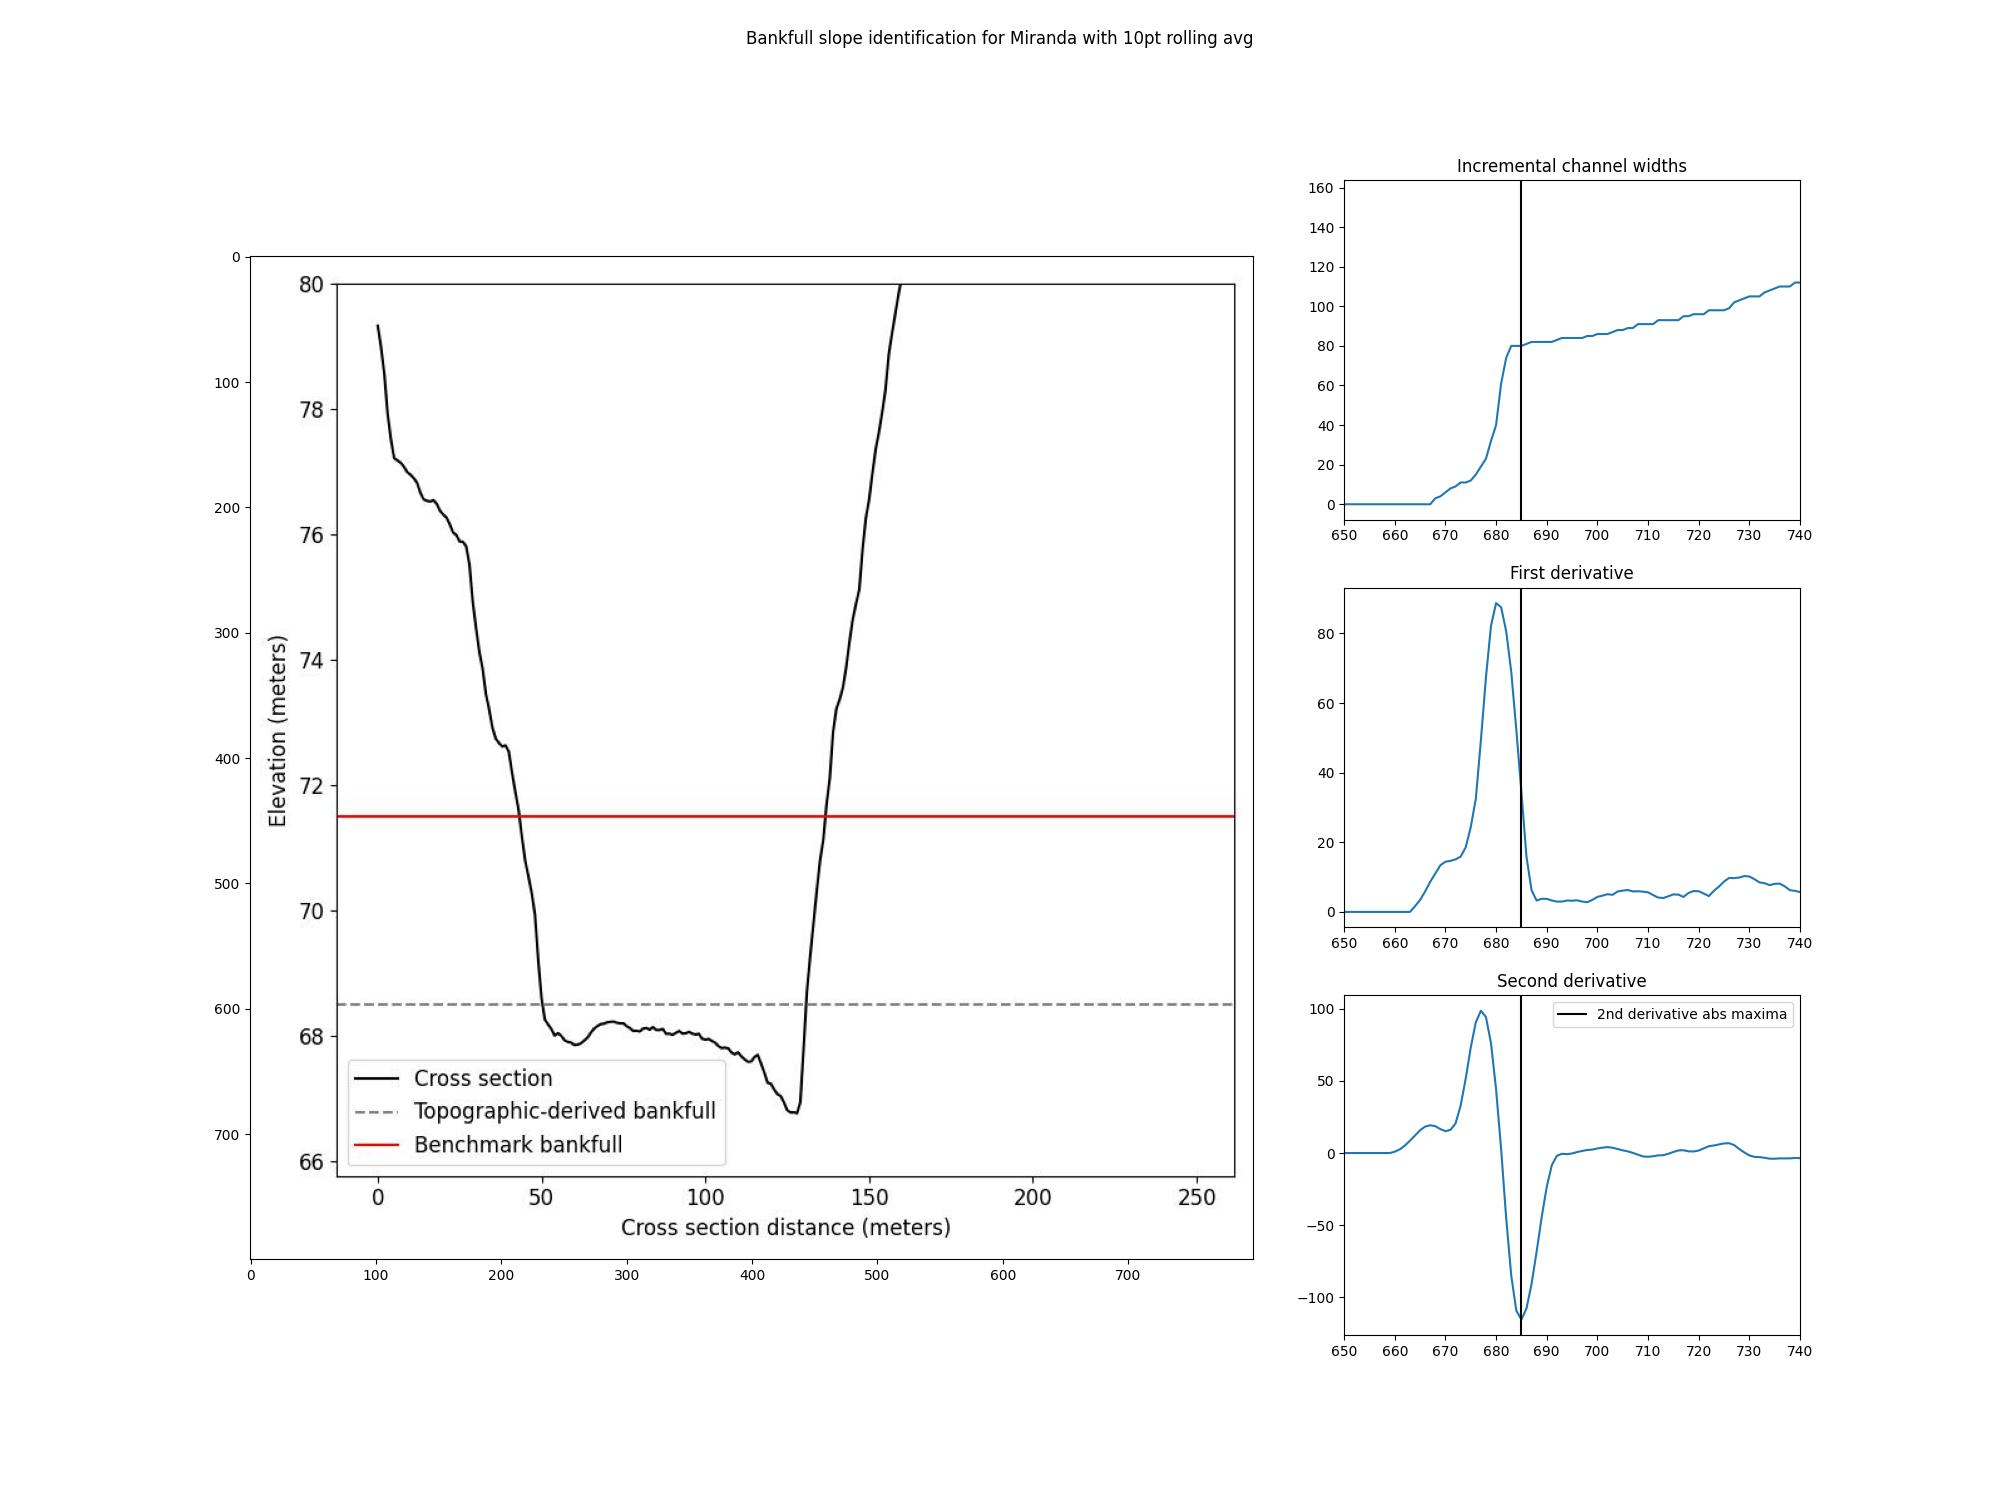 Bankfull slope identification for Miranda with 10pt rolling avg
0
100
200
300
400
500
600
700
80
78
76
74
72
70
68
66
Elevation (meters)
Cross section
Topographic-derived bankfull
Benchmark bankfull
0 50 100 150 200 250
Cross section distance (meters)
0 100 200 300 400 500 600 700
Incremental channel widths
160
140
120
100
80
60
40
20
0
650 660 670 680 690 700 710 720 730 740
First derivative
80
60
40
20
0
650 660 670 680 690 700 710 720 730 740
Second derivative
2nd derivative abs maxima
100
50
0
−50
−100
650 660 670 680 690 700 710 720 730 740